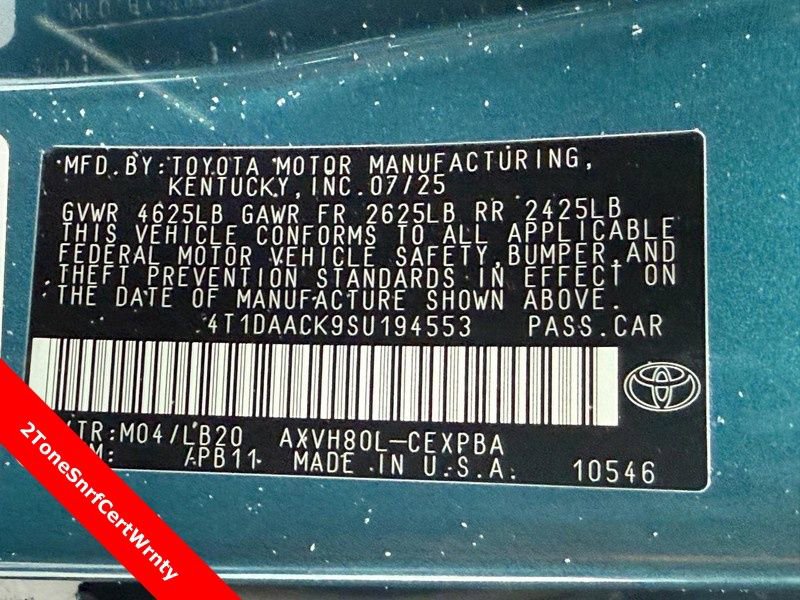 MFD.BY:TOYOTA MOTOR MANUFACTURING,
KENTUCKY,INC.07/25
GVWR 4625LB GAWR FR 2625LB RR 2425LB
THIS VEHICLE CONFORMS TO ALL APPLICABLE
FEDERAL MOTOR VEHICLE SAFETY,BUMPER,AND
THEFT PREVENTION STANDARDS IN EFFECT ON
THE DATE OF MANUFACTURE SHOWN ABOVE.
4T1DAACK9SU194553 PASS.CAR
/TR:M04/LB20 AXVH80L-CEXPBA
/PB11 MADE IN U.S.A. 10546
2ToneSnrfCertWrnty